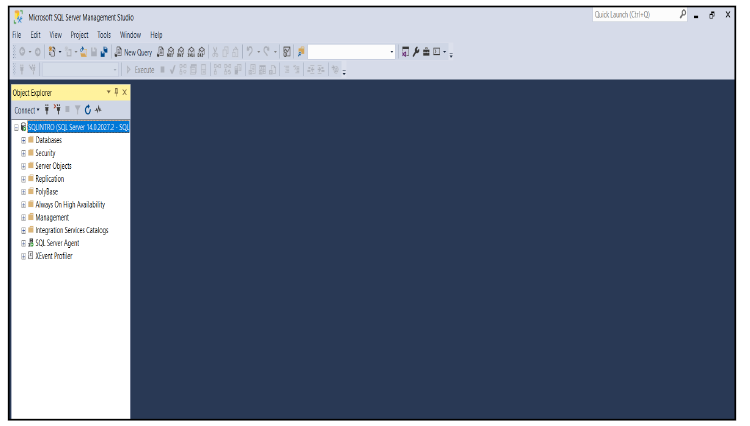 Microsoft SQL Server Management Studio
Quick Launch (Ctrl+Q)
File Edit View Project Tools Window Help
New Query
Execute
Object Explorer
Connect
SQLINTRO (SQL Server 14.0.2027.2 - SQL
Databases
Security
Server Objects
Replication
PolyBase
Always On High Availability
Management
Integration Services Catalogs
SQL Server Agent
XEvent Profiler